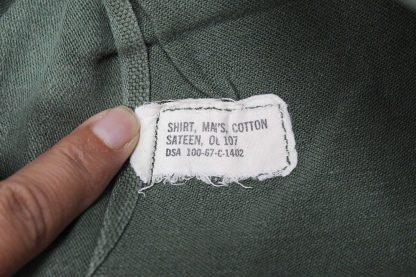 SHIRT, MAN'S, COTTON
SATEEN, OG 107
DSA 100-67-C-1402